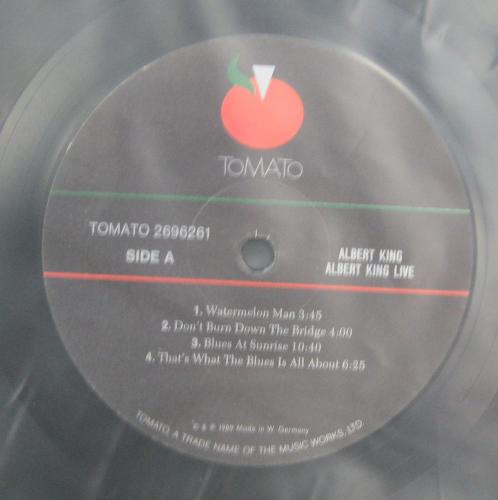 ToMATo
TOMATO 2696261
SIDE A
ALBERT KING
ALBERT KING LIVE
1. Watermelon Man 3:45
2. Don't Burn Down The Bridge 4:00
3. Blues At Sunrise 10:40
4. That's What The Blues Is All About 6:25
© & ℗ 1989 Made in W. Germany
TOMATO, A TRADE NAME OF THE MUSIC WORKS, LTD.